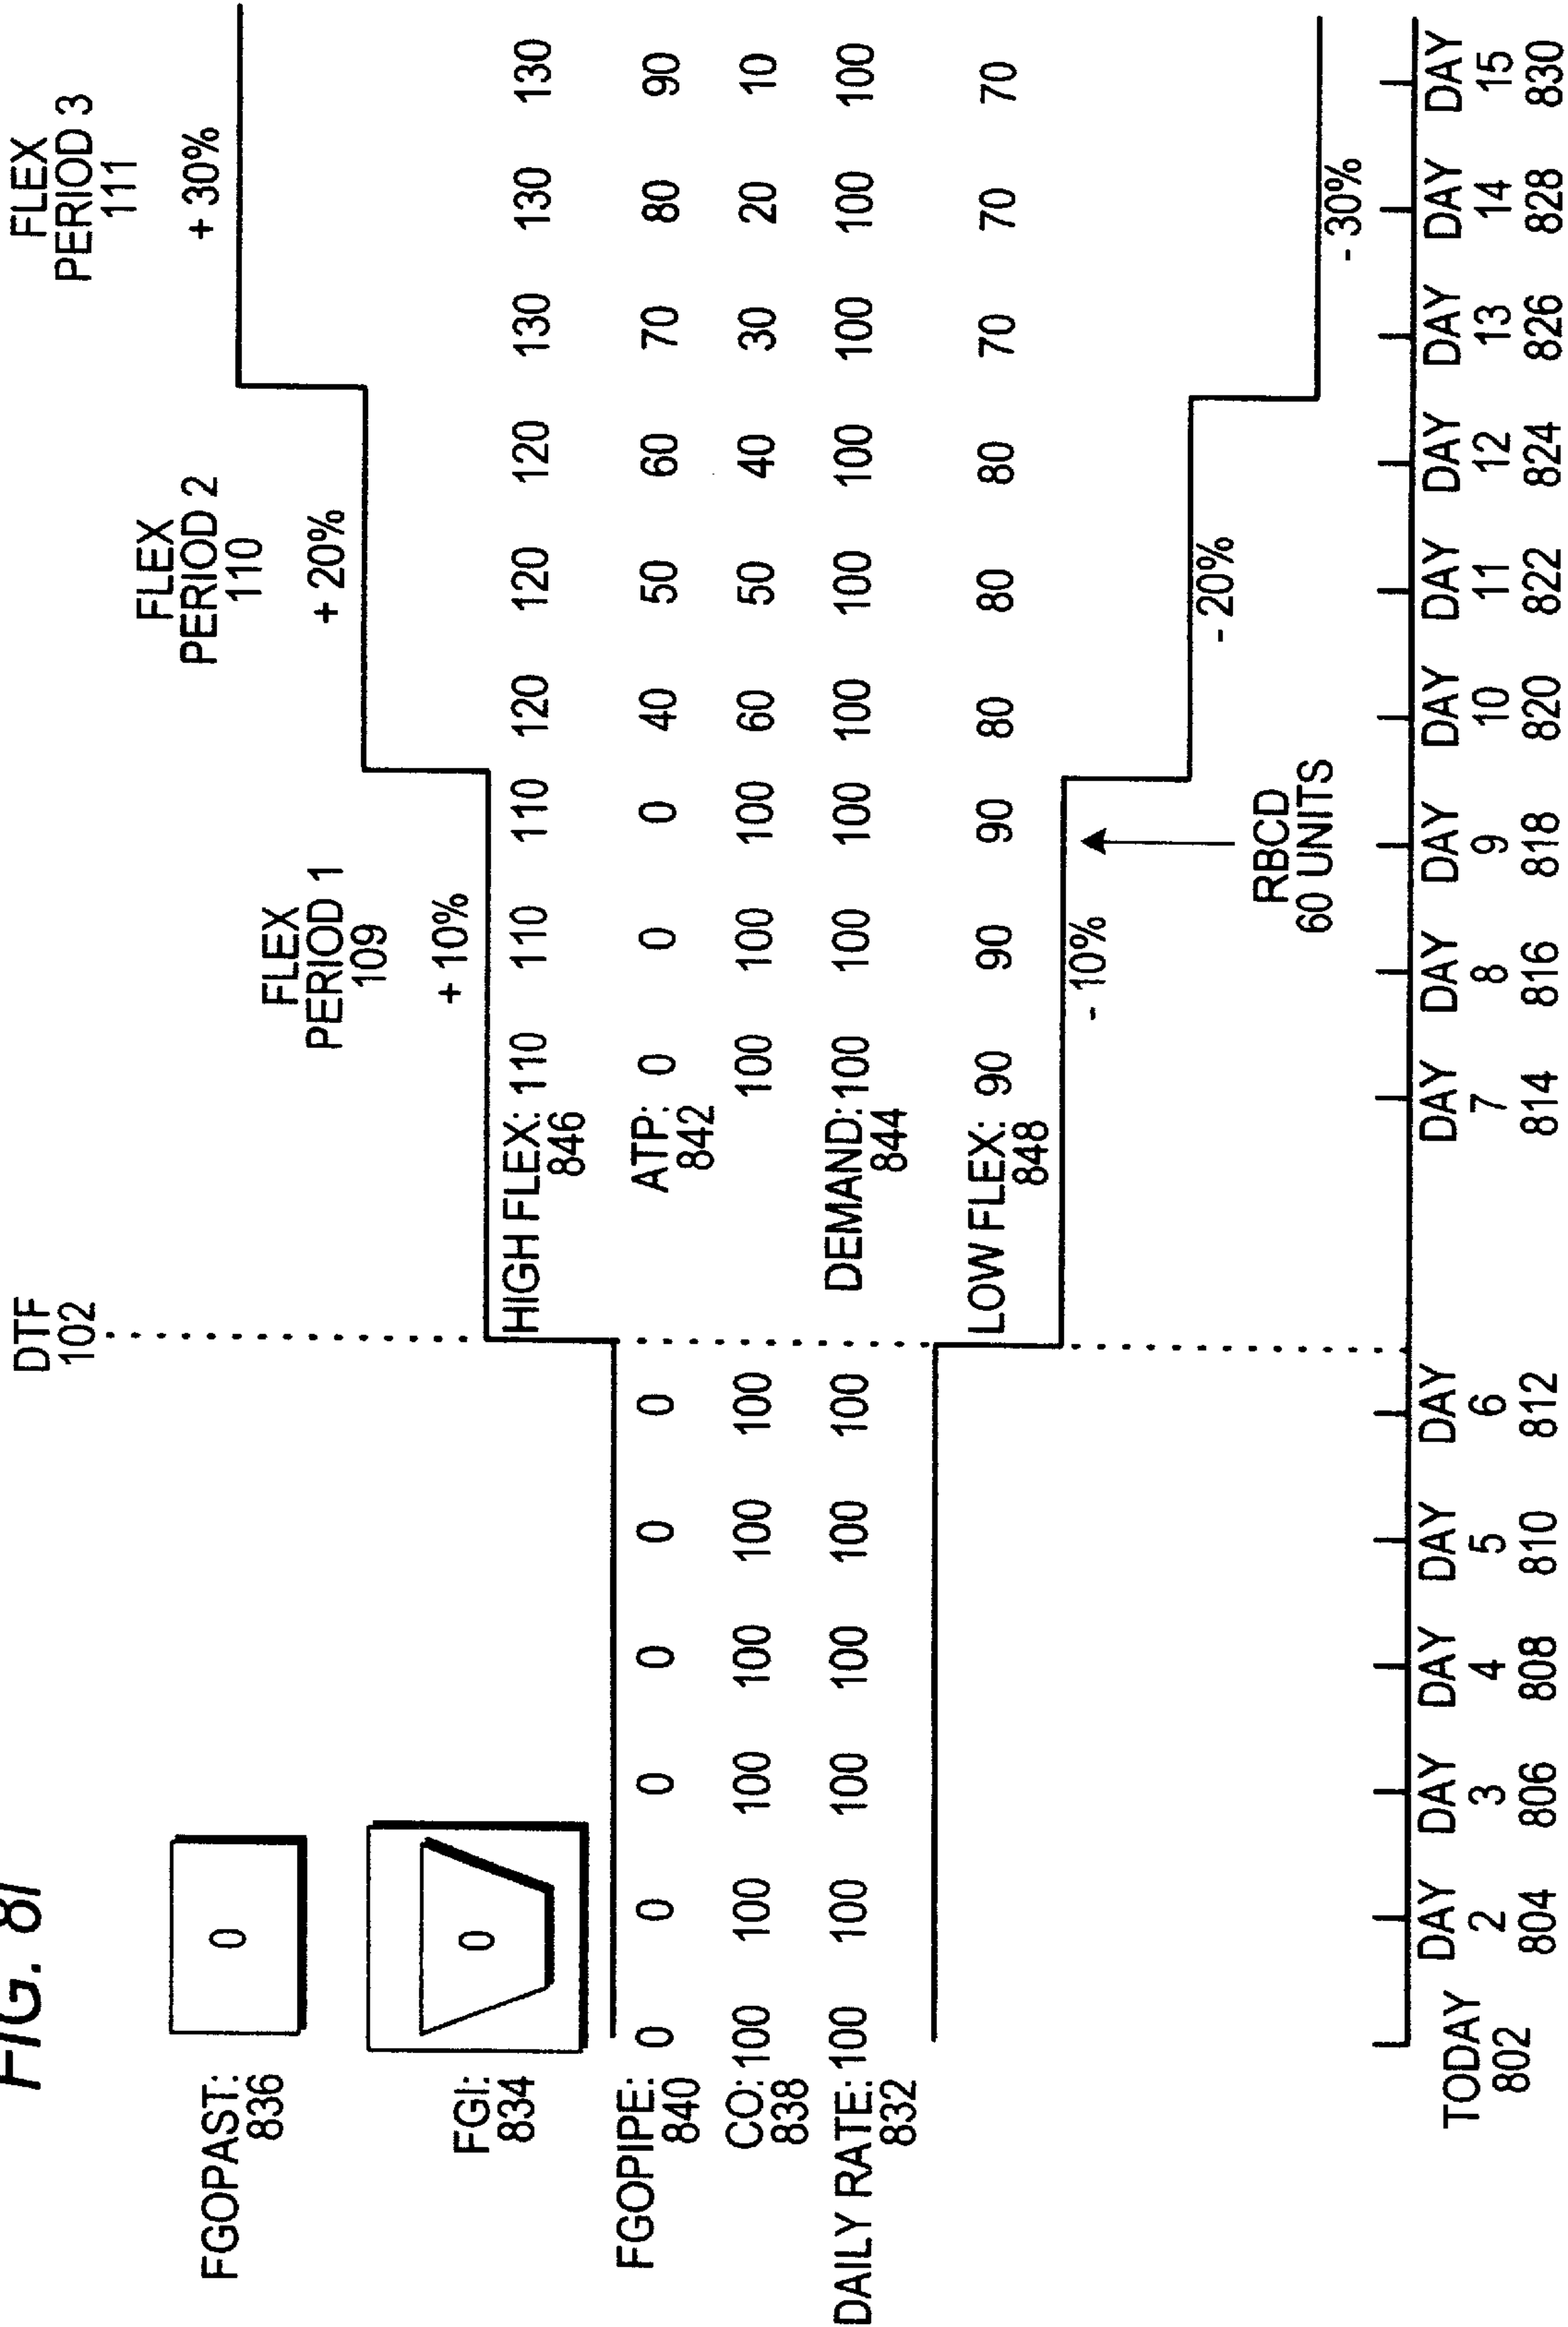 FIG. 8I
DTF
102
FLEX
PERIOD 1
109
+ 10%
FLEX
PERIOD 2
110
+ 20%
FLEX
PERIOD 3
111
+ 30%
FGOPAST:
836
0
FGI:
834
0
HIGH FLEX: 110 110 110 120 120 120 130 130 130
846
FGOPIPE: 0 0 0 0 0 0
840
ATP: 0 0 0 40 50 60 70 80 90
842
CO: 100 100 100 100 100 100 100 100 100 60 50 40 30 20 10
838
DAILY RATE: 100 100 100 100 100 100
832
DEMAND: 100 100 100 100 100 100 100 100 100
844
LOW FLEX: 90 90 90 80 80 80 70 70 70
848
- 10%
- 20%
- 30%
RBCD
60 UNITS
TODAY
802
DAY
2
804
DAY
3
806
DAY
4
808
DAY
5
810
DAY
6
812
DAY
7
814
DAY
8
816
DAY
9
818
DAY
10
820
DAY
11
822
DAY
12
824
DAY
13
826
DAY
14
828
DAY
15
830